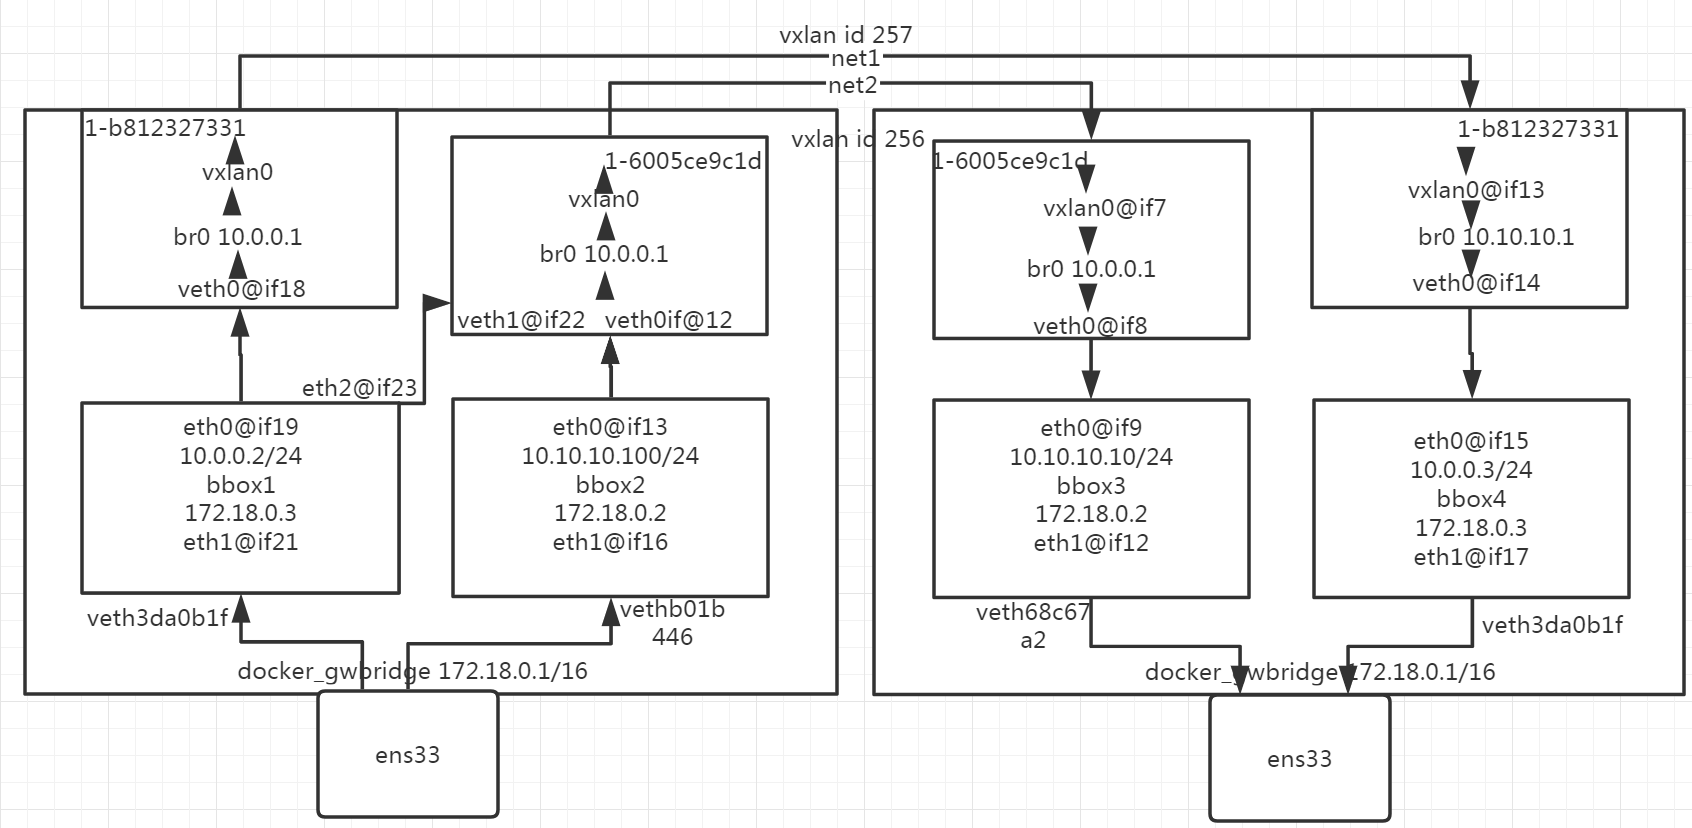 vxlan id 257
net1
net2
vxlan id 256
1-b812327331
vxlan0
br0 10.0.0.1
veth0@if18
1-6005ce9c1d
vxlan0
br0 10.0.0.1
veth1@if22
veth0if@12
eth2@if23
eth0@if19
10.0.0.2/24
bbox1
172.18.0.3
eth1@if21
eth0@if13
10.10.10.100/24
bbox2
172.18.0.2
eth1@if16
veth3da0b1f
vethb01b
446
docker_gwbridge 172.18.0.1/16
ens33
1-6005ce9c1d
vxlan0@if7
br0 10.0.0.1
veth0@if8
1-b812327331
vxlan0@if13
br0 10.10.10.1
veth0@if14
eth0@if9
10.10.10.10/24
bbox3
172.18.0.2
eth1@if12
eth0@if15
10.0.0.3/24
bbox4
172.18.0.3
eth1@if17
veth68c67
a2
veth3da0b1f
docker_gwbridge 172.18.0.1/16
ens33